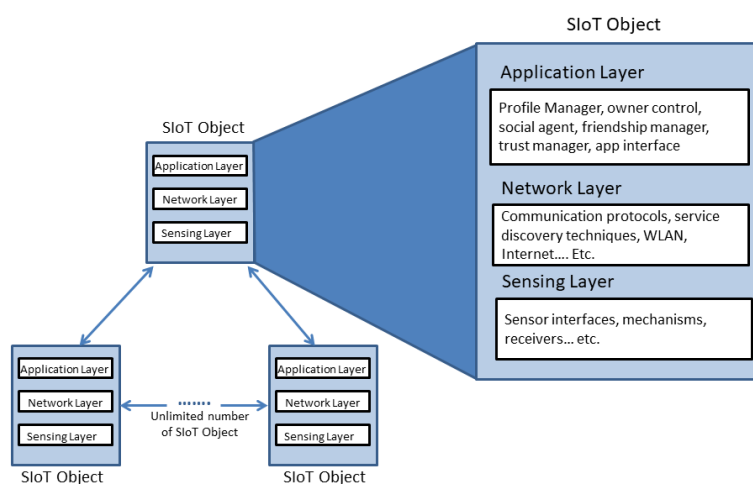 SIoT Object
Application Layer
Network Layer
Sensing Layer
SIoT Object
Application Layer
Profile Manager, owner control,
social agent, friendship manager,
trust manager, app interface
Network Layer
Communication protocols, service
discovery techniques, WLAN,
Internet.... Etc.
Sensing Layer
Sensor interfaces, mechanisms,
receivers... etc.
Application Layer
Network Layer
Sensing Layer
SIoT Object
.......
Unlimited number
of SIoT Object
Application Layer
Network Layer
Sensing Layer
SIoT Object